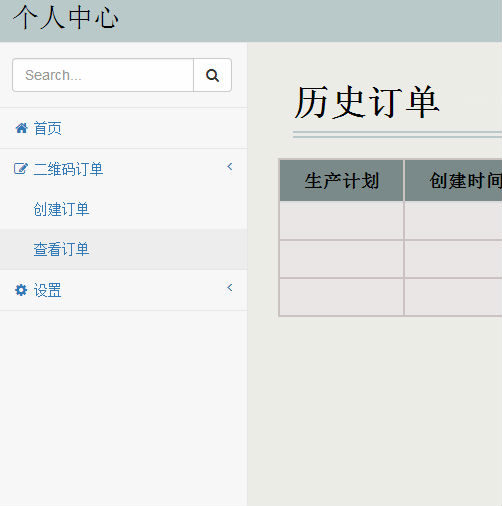 个人中心
Search...
首页
二维码订单
创建订单
查看订单
设置
历史订单
生产计划 创建时间